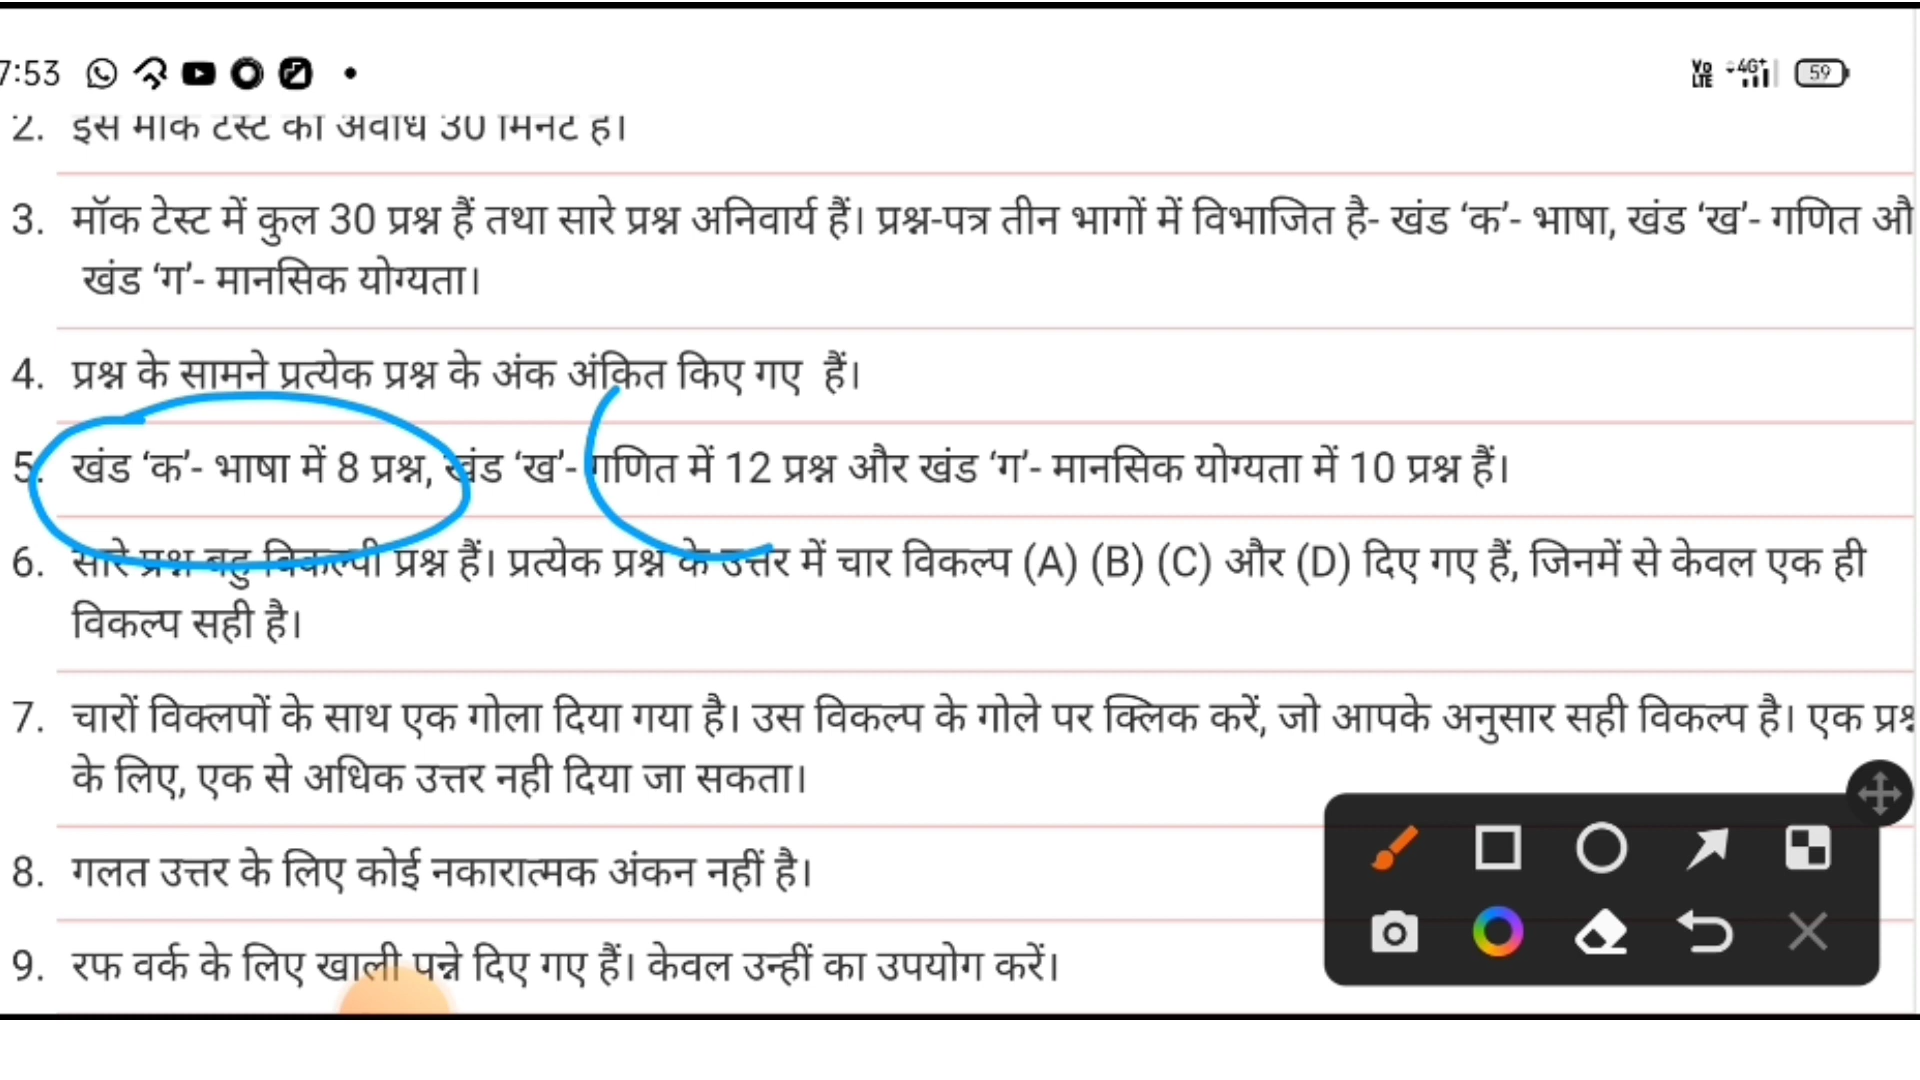 7:53 Vo LTE 4G+ 59
2. इस मॉक टेस्ट की अवधि 30 मिनट है।
3. मॉक टेस्ट में कुल 30 प्रश्न हैं तथा सारे प्रश्न अनिवार्य हैं। प्रश्न-पत्र तीन भागों में विभाजित है- खंड ‘क’- भाषा, खंड ‘ख’- गणित औ
खंड ‘ग’- मानसिक योग्यता।
4. प्रश्न के सामने प्रत्येक प्रश्न के अंक अंकित किए गए हैं।
5. खंड ‘क’- भाषा में 8 प्रश्न, खंड ‘ख’- गणित में 12 प्रश्न और खंड ‘ग’- मानसिक योग्यता में 10 प्रश्न हैं।
6. सारे प्रश्न बहु विकल्पी प्रश्न हैं। प्रत्येक प्रश्न के उत्तर में चार विकल्प (A) (B) (C) और (D) दिए गए हैं, जिनमें से केवल एक ही
विकल्प सही है।
7. चारों विक्लपों के साथ एक गोला दिया गया है। उस विकल्प के गोले पर क्लिक करें, जो आपके अनुसार सही विकल्प है। एक प्रश्न
के लिए, एक से अधिक उत्तर नही दिया जा सकता।
8. गलत उत्तर के लिए कोई नकारात्मक अंकन नहीं है।
9. रफ वर्क के लिए खाली पन्ने दिए गए हैं। केवल उन्हीं का उपयोग करें।